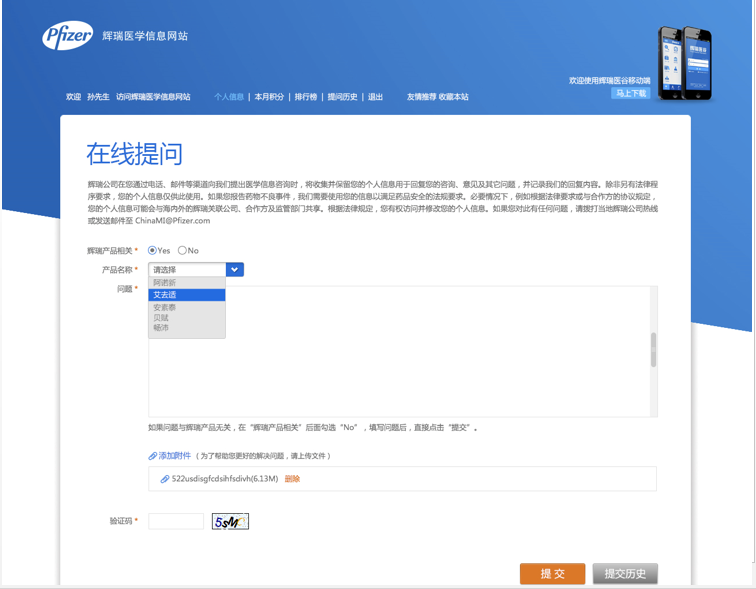 Pfizer 辉瑞医学信息网站
欢迎使用辉瑞医谷移动端
马上下载
欢迎 孙先生 访问辉瑞医学信息网站 个人信息 | 本月积分 | 排行榜 | 提问历史 | 退出 友情推荐 收藏本站
在线提问
辉瑞公司在您通过电话、邮件等渠道向我们提出医学信息咨询时，将收集并保留您的个人信息用于回复您的咨询、意见及其它问题，并记录我们的回复内容。除非另有法律程
序要求，您的个人信息仅供此使用。如果您报告药物不良事件，我们需要使用您的信息以满足药品安全的法规要求。必要情况下，例如根据法律要求或与合作方的协议规定，
您的个人信息可能会与海内外的辉瑞关联公司、合作方及监管部门共享。根据法律规定，您有权访问并修改您的个人信息。如果您对此有任何问题，请拨打当地辉瑞公司热线
或发送邮件至 ChinaMI@Pfizer.com
辉瑞产品相关 * Yes No
产品名称 * 请选择
阿诺新
问题 *
艾去适
安素泰
贝赋
畅沛
如果问题与辉瑞产品无关，在“辉瑞产品相关”后面勾选“No”，填写问题后，直接点击“提交”。
添加附件 （为了帮助您更好的解决问题，请上传文件）
522usdisgfcdsihfsdivh(6.13M) 删除
验证码 *
提 交 提交历史